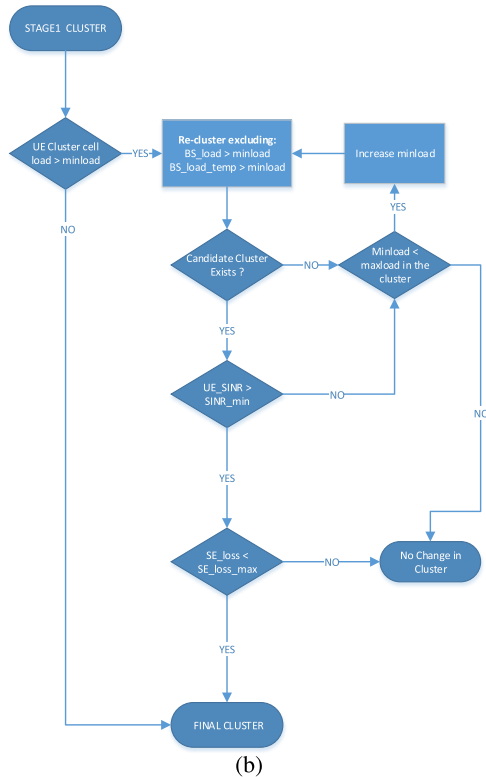 STAGE1 CLUSTER
UE Cluster cell
load > minload
YES
Re-cluster excluding:
BS_load > minload
BS_load_temp > minload
Increase minload
YES
NO
Candidate Cluster
Exists ?
NO
Minload <
maxload in the
cluster
YES
UE_SINR >
SINR_min
NO
NO
YES
SE_loss <
SE_loss_max
NO
No Change in
Cluster
YES
FINAL CLUSTER
(b)